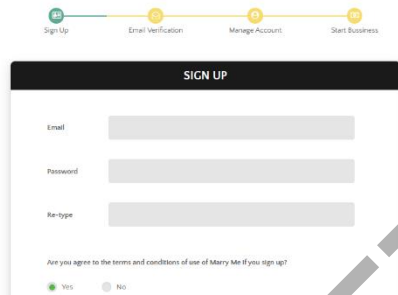 Sign Up Email Verification Manage Account Start Bussiness
SIGN UP
Email
Password
Re-type
Are you agree to the terms and conditions of use of Marry Me If you sign up?
Yes No